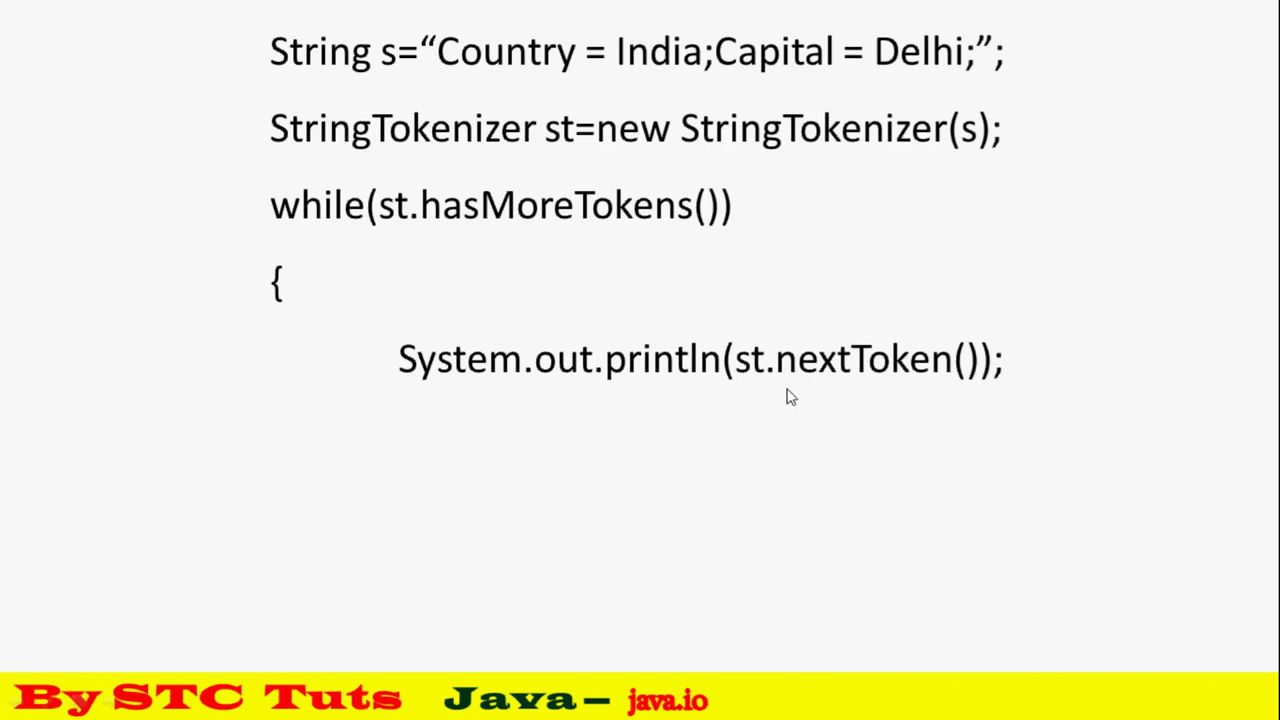 String s=“Country = India;Capital = Delhi;”;
StringTokenizer st=new StringTokenizer(s);
while(st.hasMoreTokens())
{
System.out.println(st.nextToken());
By STC Tuts Java – java.io